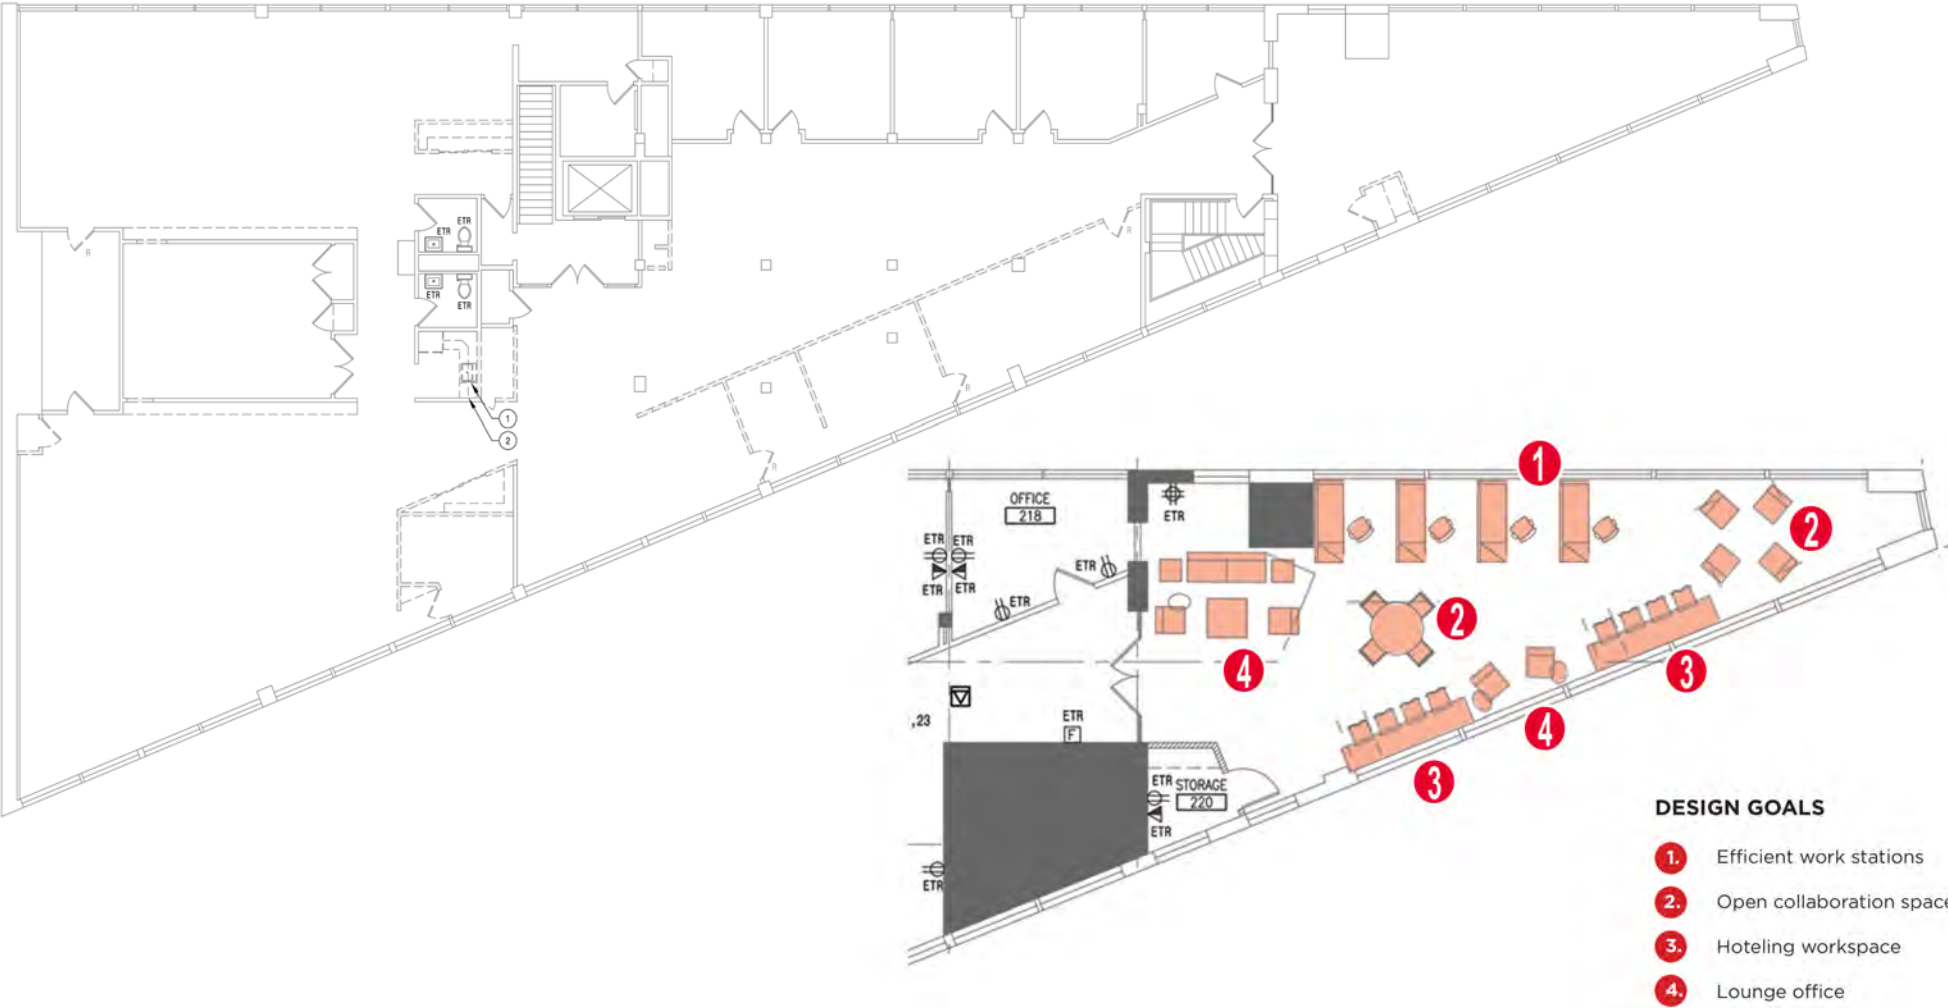 ETR
ETR
R
ETR
ETR
R
R
R
1
2
1
OFFICE
218
ETR
2
ETR ETR
ETR
ETR ETR
ETR
2
4
3
,23
ETR
F
4
3
ETR STORAGE
220
ETR
ETR
DESIGN GOALS
1. Efficient work stations
2. Open collaboration space
3. Hoteling workspace
4. Lounge office